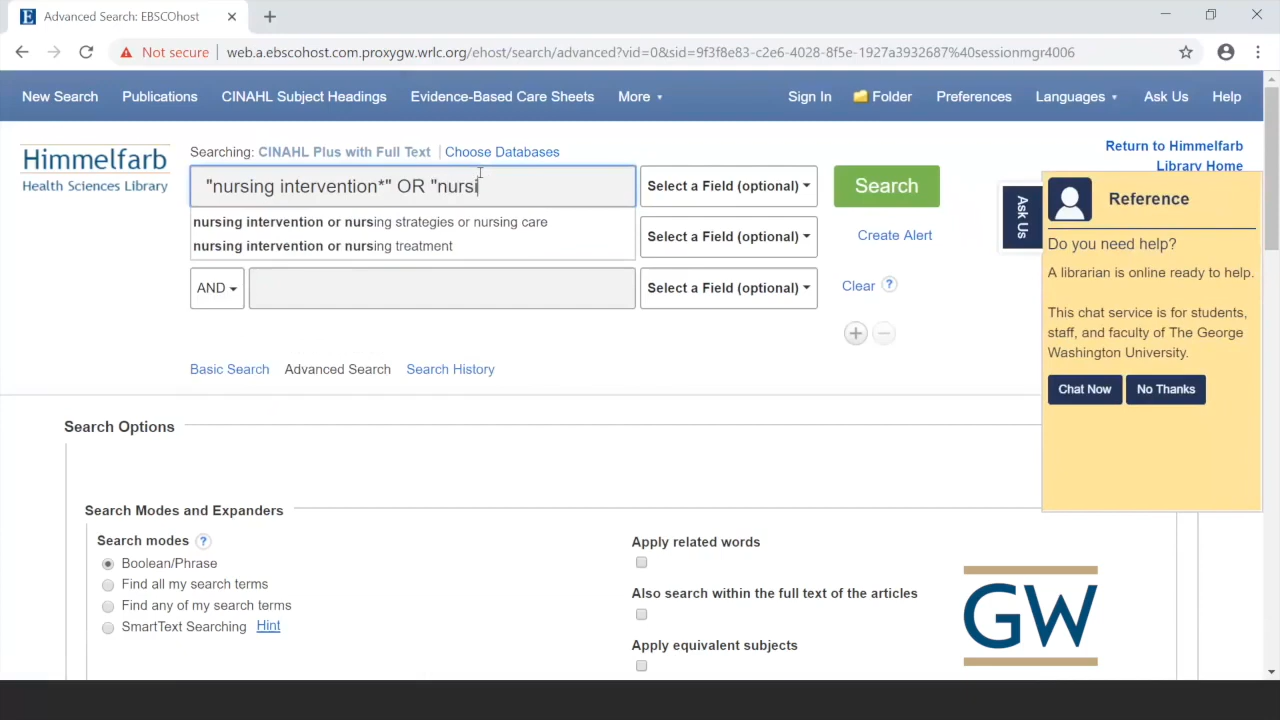 Advanced Search: EBSCOhost
Not secure web.a.ebscohost.com.proxygw.wrlc.org/ehost/search/advanced?vid=0&sid=9f3f8e83-c2e6-4028-8f5e-1927a3932687%40sessionmgr4006
New Search Publications CINAHL Subject Headings Evidence-Based Care Sheets More Sign In Folder Preferences Languages Ask Us Help
Himmelfarb
Health Sciences Library
Searching: CINAHL Plus with Full Text Choose Databases
Return to Himmelfarb
Library Home
"nursing intervention*" OR "nursi
Select a Field (optional)
Search
nursing intervention or nursing strategies or nursing care
nursing intervention or nursing treatment
Select a Field (optional)
Create Alert
AND
Select a Field (optional)
Clear ?
Basic Search Advanced Search Search History
Ask Us
Reference
Do you need help?
A librarian is online ready to help.
This chat service is for students,
staff, and faculty of The George
Washington University.
Chat Now No Thanks
Search Options
Search Modes and Expanders
Search modes ?
Boolean/Phrase
Find all my search terms
Find any of my search terms
SmartText Searching Hint
Apply related words
Also search within the full text of the articles
Apply equivalent subjects
GW